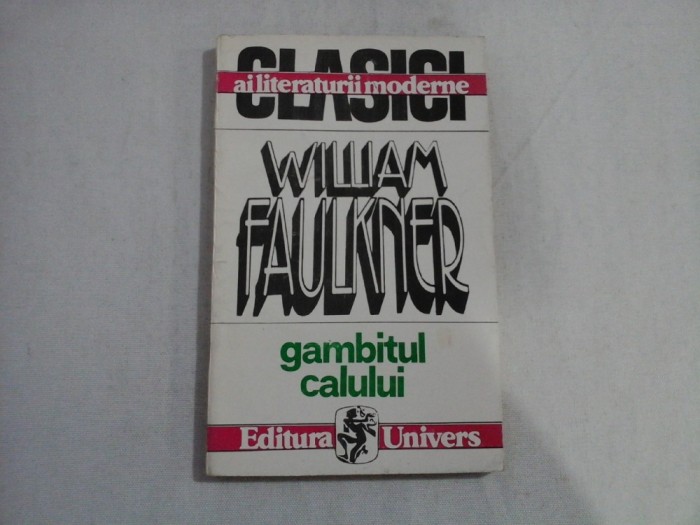 CLASICI
ai literaturii moderne
WILLIAM
FAULKNER
gambitul
calului
Editura Univers